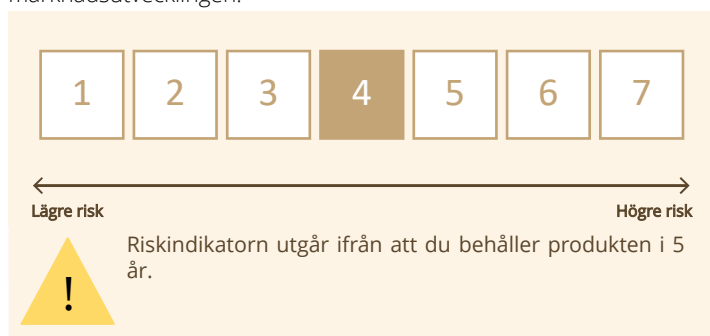 marknadsutvecklingen.
1 2 3 4 5 6 7
Lägre risk Högre risk
Riskindikatorn utgår ifrån att du behåller produkten i 5
år.
!